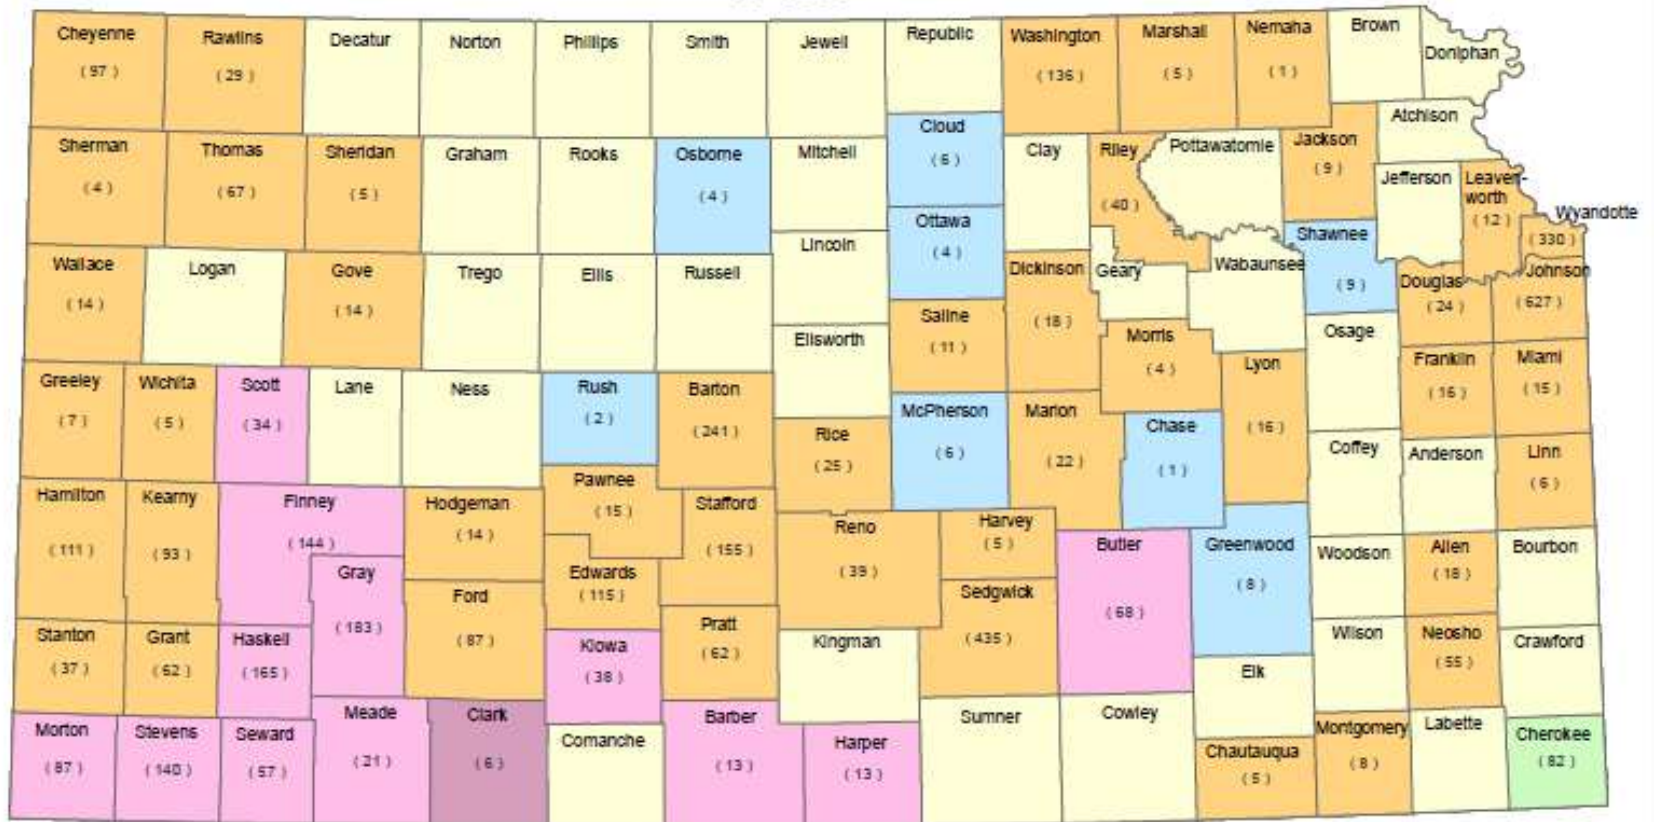 Cheyenne
( 97 )
Rawlins
( 29 )
Decatur
Norton
Phillips
Smith
Jewell
Republic
Washington
( 136 )
Marshall
( 5 )
Nemaha
( 1 )
Brown
Doniphan
Sherman
( 4 )
Thomas
( 67 )
Sheridan
( 5 )
Graham
Rooks
Osborne
( 4 )
Mitchell
Cloud
( 6 )
Clay
Riley
( 40 )
Pottawatomie
Jackson
( 9 )
Atchison
Jefferson
Leaven-
worth
( 12 )
Wyandotte
( 330 )
Wallace
( 14 )
Logan
Gove
( 14 )
Trego
Ellis
Russell
Lincoln
Ottawa
( 4 )
Dickinson
( 18 )
Geary
Wabaunsee
Shawnee
( 9 )
Douglas
( 24 )
Johnson
( 627 )
Ellsworth
Saline
( 11 )
Morris
( 4 )
Osage
Franklin
( 16 )
Miami
( 15 )
Greeley
( 7 )
Wichita
( 5 )
Scott
( 34 )
Lane
Ness
Rush
( 2 )
Barton
( 241 )
Rice
( 25 )
McPherson
( 6 )
Marion
( 22 )
Chase
( 1 )
Lyon
( 16 )
Coffey
Anderson
Linn
( 6 )
Hamilton
( 111 )
Kearny
( 93 )
Finney
( 144 )
Hodgeman
( 14 )
Pawnee
( 15 )
Stafford
( 155 )
Reno
( 39 )
Harvey
( 5 )
Butler
( 68 )
Greenwood
( 8 )
Woodson
Allen
( 18 )
Bourbon
Gray
( 183 )
Ford
( 87 )
Edwards
( 115 )
Sedgwick
( 435 )
Stanton
( 37 )
Grant
( 62 )
Haskell
( 165 )
Kiowa
( 38 )
Pratt
( 62 )
Kingman
Elk
Wilson
Neosho
( 55 )
Crawford
Morton
( 87 )
Stevens
( 140 )
Seward
( 57 )
Meade
( 21 )
Clark
( 6 )
Comanche
Barber
( 13 )
Harper
( 13 )
Sumner
Cowley
Chautauqua
( 5 )
Montgomery
( 8 )
Labette
Cherokee
( 82 )